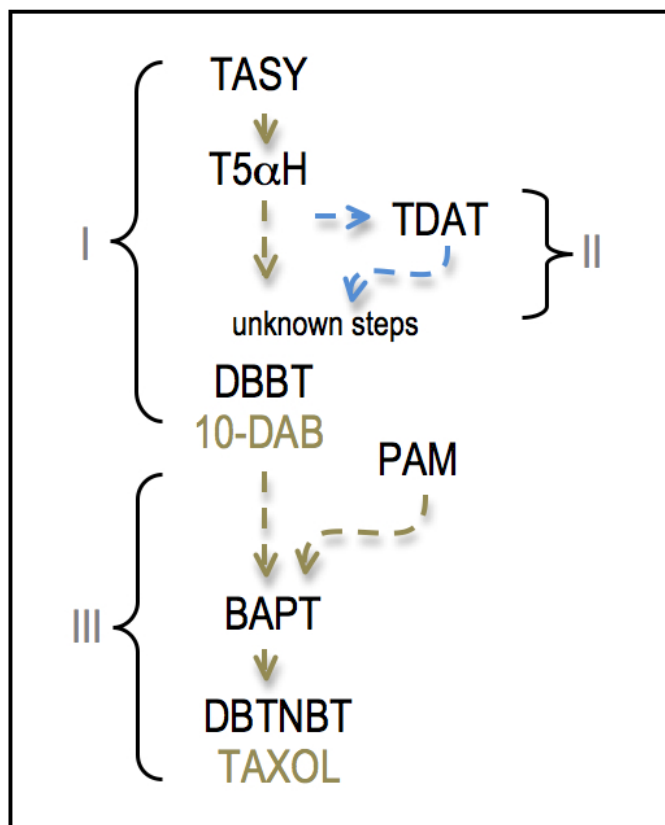 TASY
T5αH
TDAT
I
II
unknown steps
DBBT
10-DAB
PAM
III
BAPT
DBTNBT
TAXOL